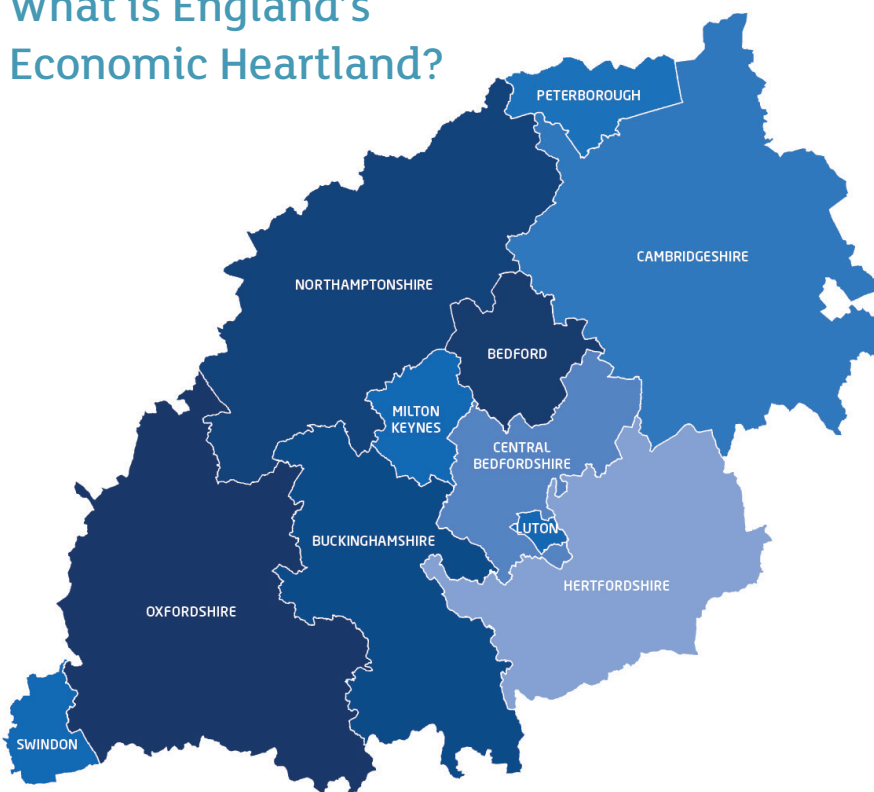 What is England's
Economic Heartland?
PETERBOROUGH
CAMBRIDGESHIRE
NORTHAMPTONSHIRE
BEDFORD
MILTON
KEYNES
CENTRAL
BEDFORDSHIRE
LUTON
BUCKINGHAMSHIRE
HERTFORDSHIRE
OXFORDSHIRE
SWINDON